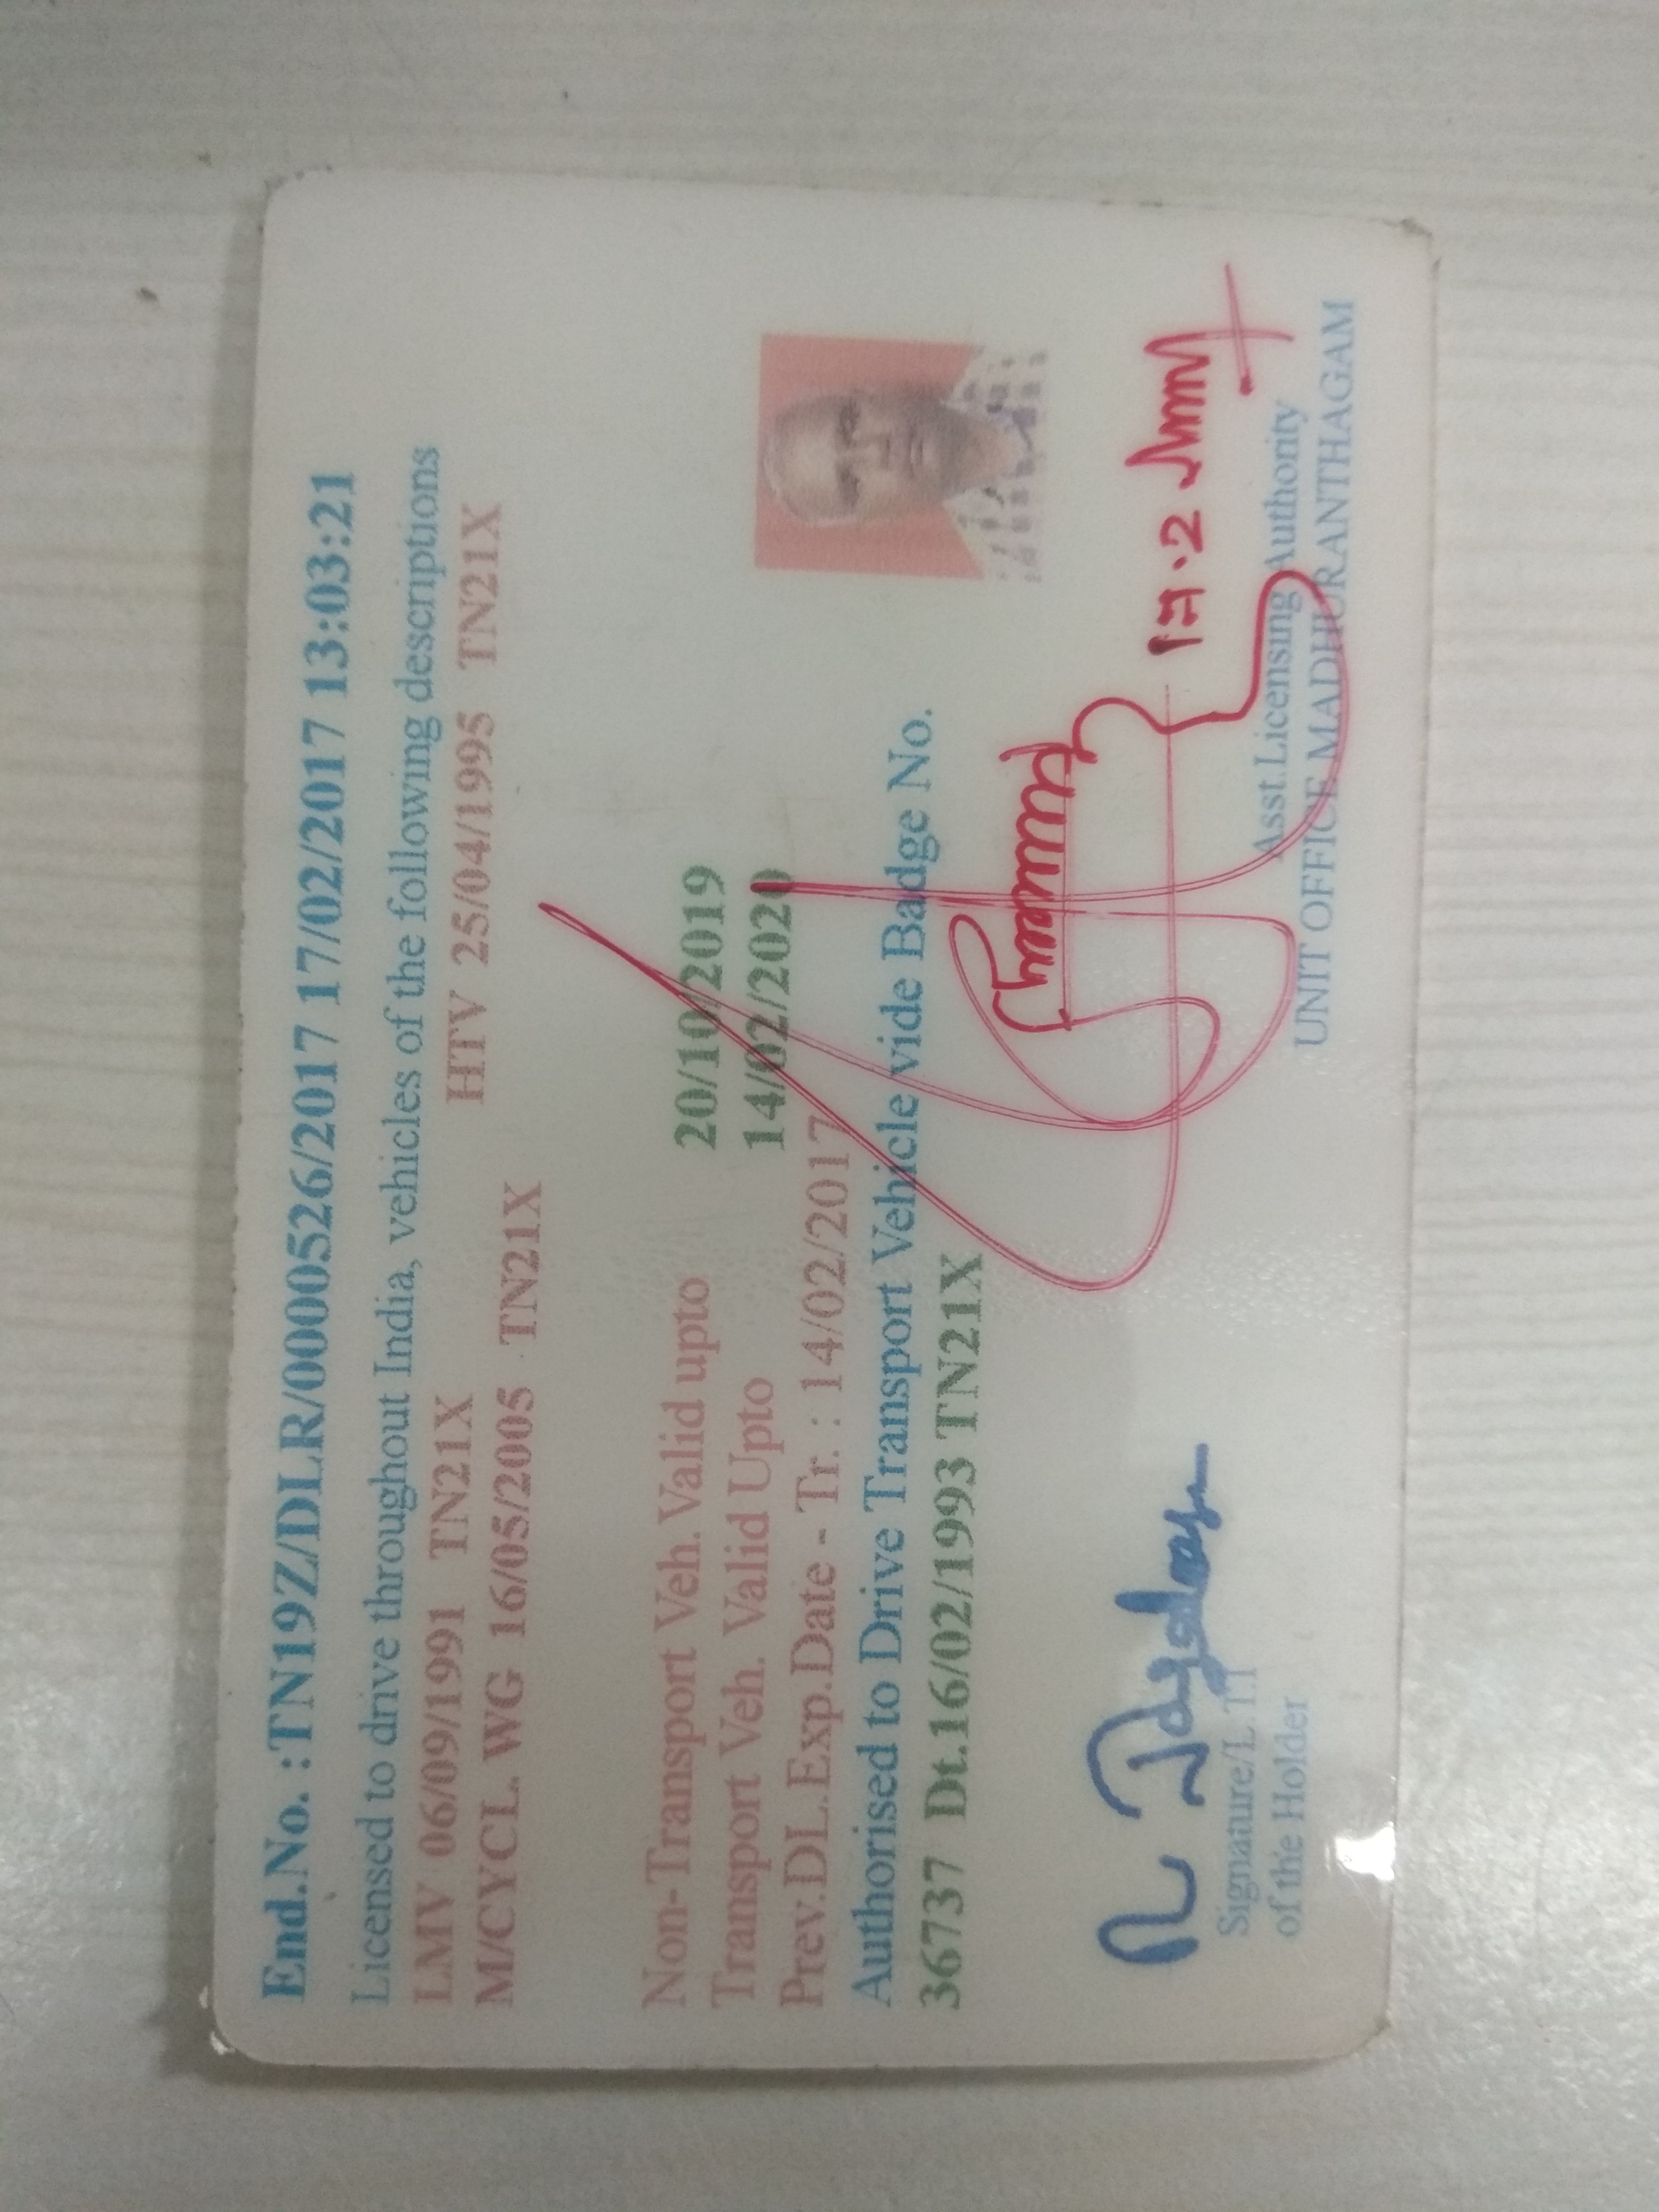 End.No. :TN19Z/DLR/0000526/2017 17/02/2017 13:03:21
Licensed to drive throughout India, vehicles of the following descriptions
LMV 06/09/1991 TN21X HTV 25/04/1995 TN21X
M/CYCL.WG 16/05/2005 TN21X
Non-Transport Veh. Valid upto 20/10/2019
Transport Veh. Valid Upto 14/02/2020
Prev.DL.Exp.Date - Tr. : 14/02/2017
Authorised to Drive Transport Vehicle vide Badge No.
36737 Dt.16/02/1993 TN21X
Signature/L.T.I
of the Holder
Asst.Licensing Authority
UNIT OFFICE MADHURANTHAGAM